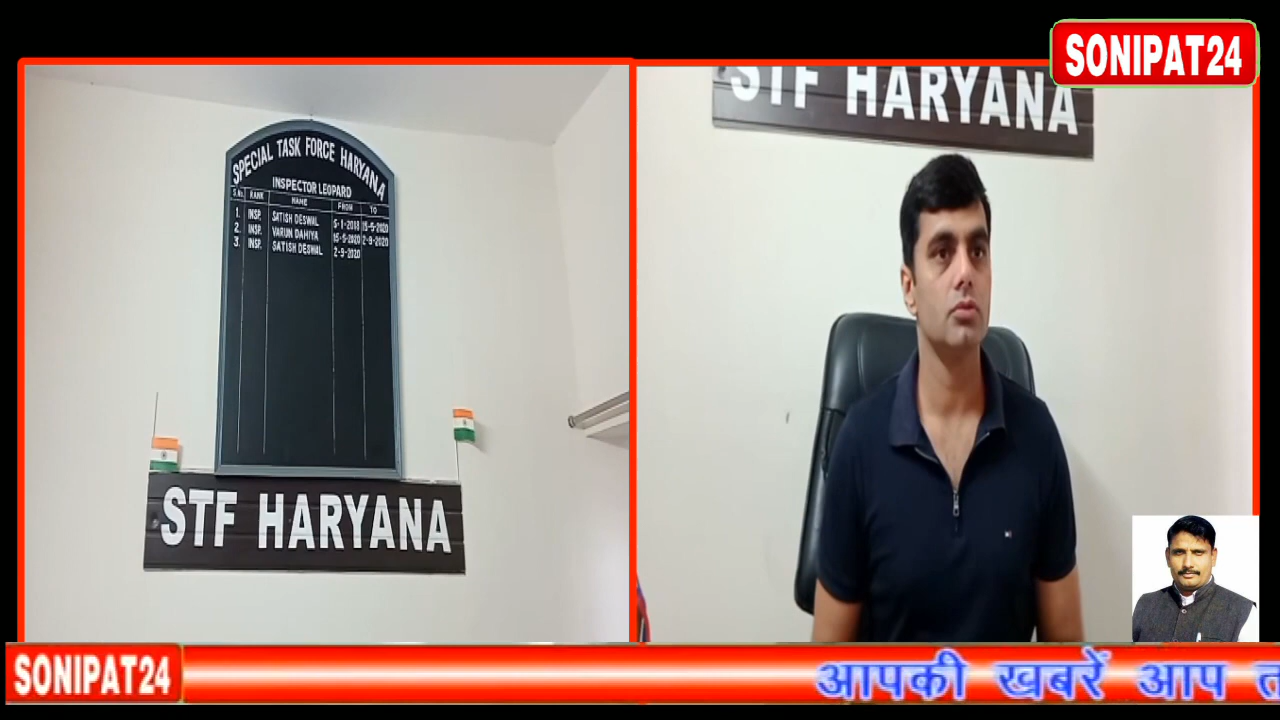 SONIPAT24
SPECIAL TASK FORCE HARYANA
INSPECTOR LEOPARD
S.No. RANK NAME FROM TO
1. INSP. SATISH DESWAL 5-1-2018 15-5-2020
2. INSP. VARUN DAHIYA 15-5-2020 2-9-2020
3. INSP. SATISH DESWAL 2-9-2020
STF HARYANA
STF HARYANA
SONIPAT24
आपकी खबरें आप त